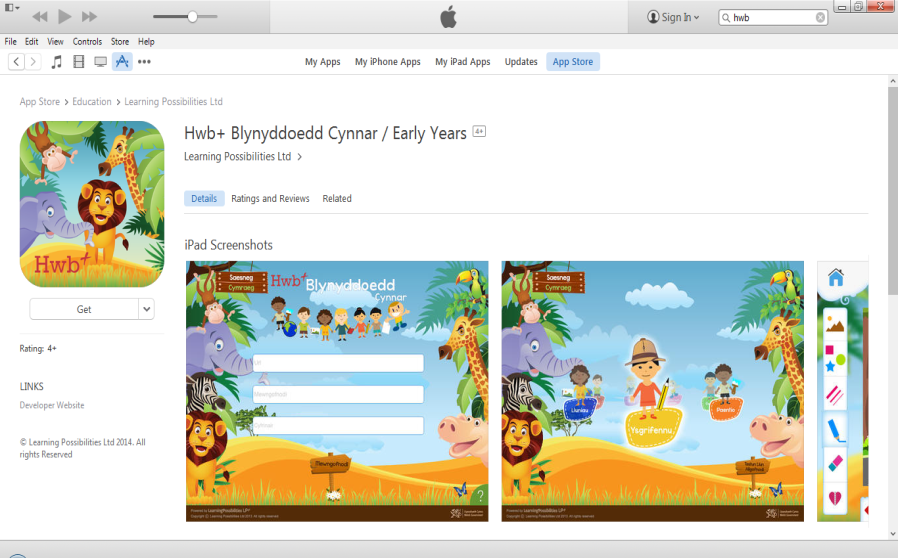 Sign In
hwb
File Edit View Controls Store Help
My Apps My iPhone Apps My iPad Apps Updates App Store
App Store > Education > Learning Possibilities Ltd
Hwb+ Blynyddoedd Cynnar / Early Years 4+
Learning Possibilities Ltd >
Details Ratings and Reviews Related
iPad Screenshots
Hwb+
Get
Rating: 4+
LINKS
Developer Website
© Learning Possibilities Ltd 2014. All
rights Reserved
Saesneg
Cymraeg
Hwb+ Blynyddoedd
Cynnar
Mewngofnodi
?
Saesneg
Cymraeg
Lluniau
Ysgrifennu
Paentio